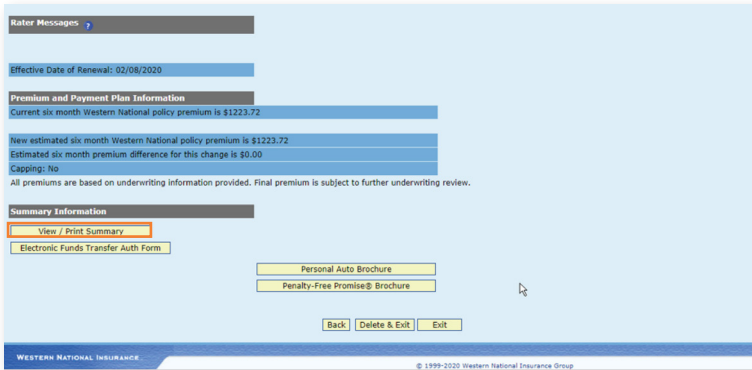 Rater Messages ?
Effective Date of Renewal: 02/08/2020
Premium and Payment Plan Information
Current six month Western National policy premium is $1223.72
New estimated six month Western National policy premium is $1223.72
Estimated six month premium difference for this change is $0.00
Capping: No
All premiums are based on underwriting information provided. Final premium is subject to further underwriting review.
Summary Information
View / Print Summary
Electronic Funds Transfer Auth Form
Personal Auto Brochure
Penalty-Free Promise® Brochure
Back Delete & Exit Exit
WESTERN NATIONAL INSURANCE
© 1999-2020 Western National Insurance Group